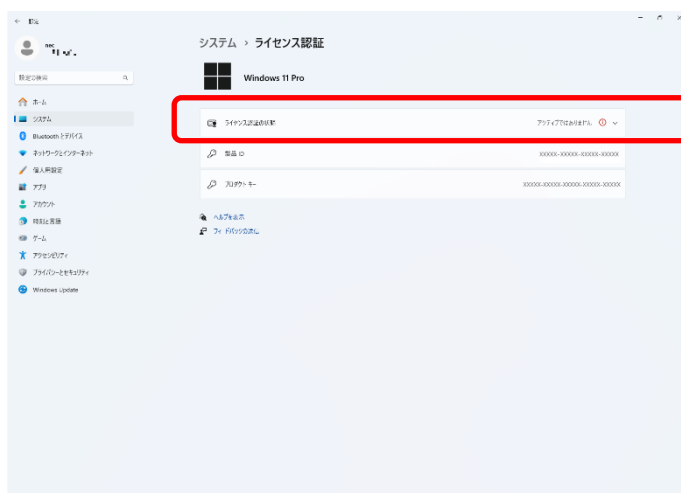 ← 設定
nec
システム › ライセンス認証
設定の検索
Windows 11 Pro
ホーム
システム
Bluetooth とデバイス
ネットワークとインターネット
個人用設定
アプリ
アカウント
時刻と言語
ゲーム
アクセシビリティ
プライバシーとセキュリティ
Windows Update
ライセンス認証の状態 アクティブではありません
製品 ID XXXXX-XXXXX-XXXXX-XXXXX
プロダクト キー XXXXX-XXXXX-XXXXX-XXXXX-XXXXX
ヘルプを表示
フィードバックの送信